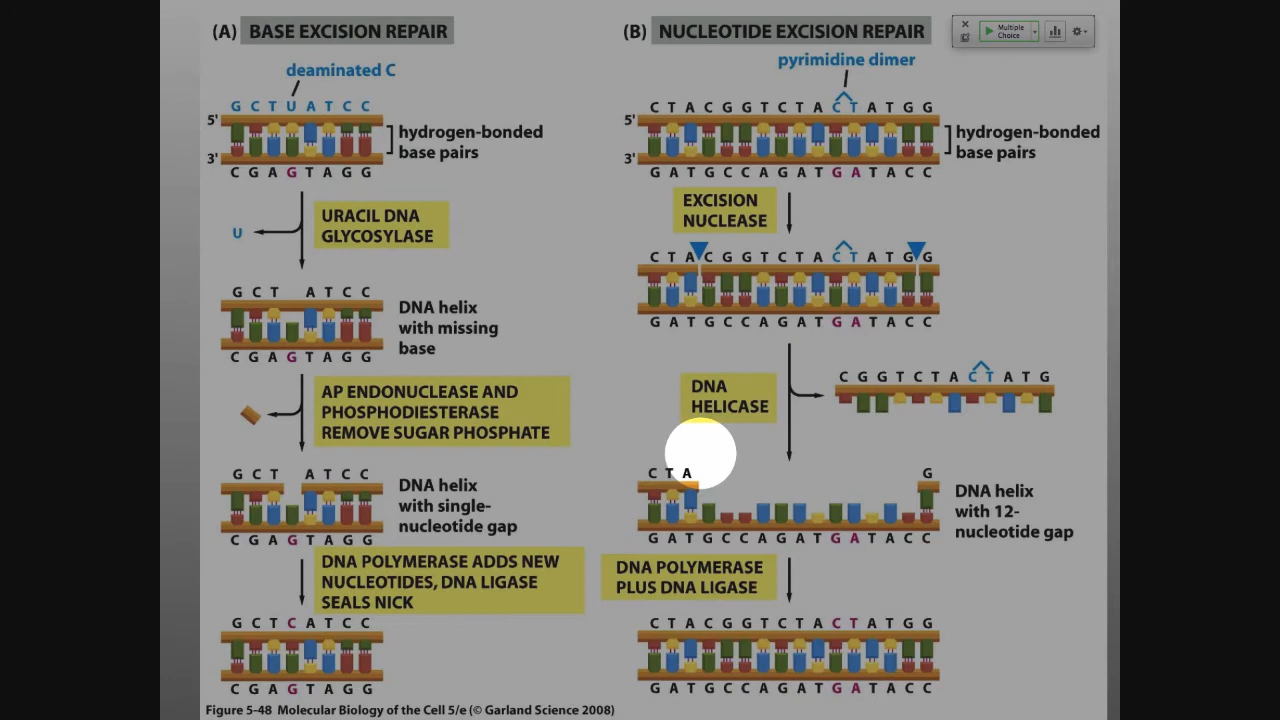 (A) BASE EXCISION REPAIR
deaminated C
G C T U A T C C
5'
hydrogen-bonded
base pairs
3'
C G A G T A G G
URACIL DNA
GLYCOSYLASE
U
G C T A T C C
DNA helix
with missing
base
C G A G T A G G
AP ENDONUCLEASE AND
PHOSPHODIESTERASE
REMOVE SUGAR PHOSPHATE
G C T A T C C
DNA helix
with single-
nucleotide gap
C G A G T A G G
DNA POLYMERASE ADDS NEW
NUCLEOTIDES, DNA LIGASE
SEALS NICK
G C T C A T C C
C G A G T A G G
(B) NUCLEOTIDE EXCISION REPAIR
Multiple
Choice
pyrimidine dimer
C T A C G G T C T A C T A T G G
5'
hydrogen-bonded
base pairs
3'
G A T G C C A G A T G A T A C C
EXCISION
NUCLEASE
C T A C G G T C T A C T A T G G
G A T G C C A G A T G A T A C C
C G G T C T A C T A T G
DNA
HELICASE
C T A G
DNA helix
with 12-
nucleotide gap
G A T G C C A G A T G A T A C C
DNA POLYMERASE
PLUS DNA LIGASE
C T A C G G T C T A C T A T G G
G A T G C C A G A T G A T A C C
Figure 5-48 Molecular Biology of the Cell 5/e (© Garland Science 2008)